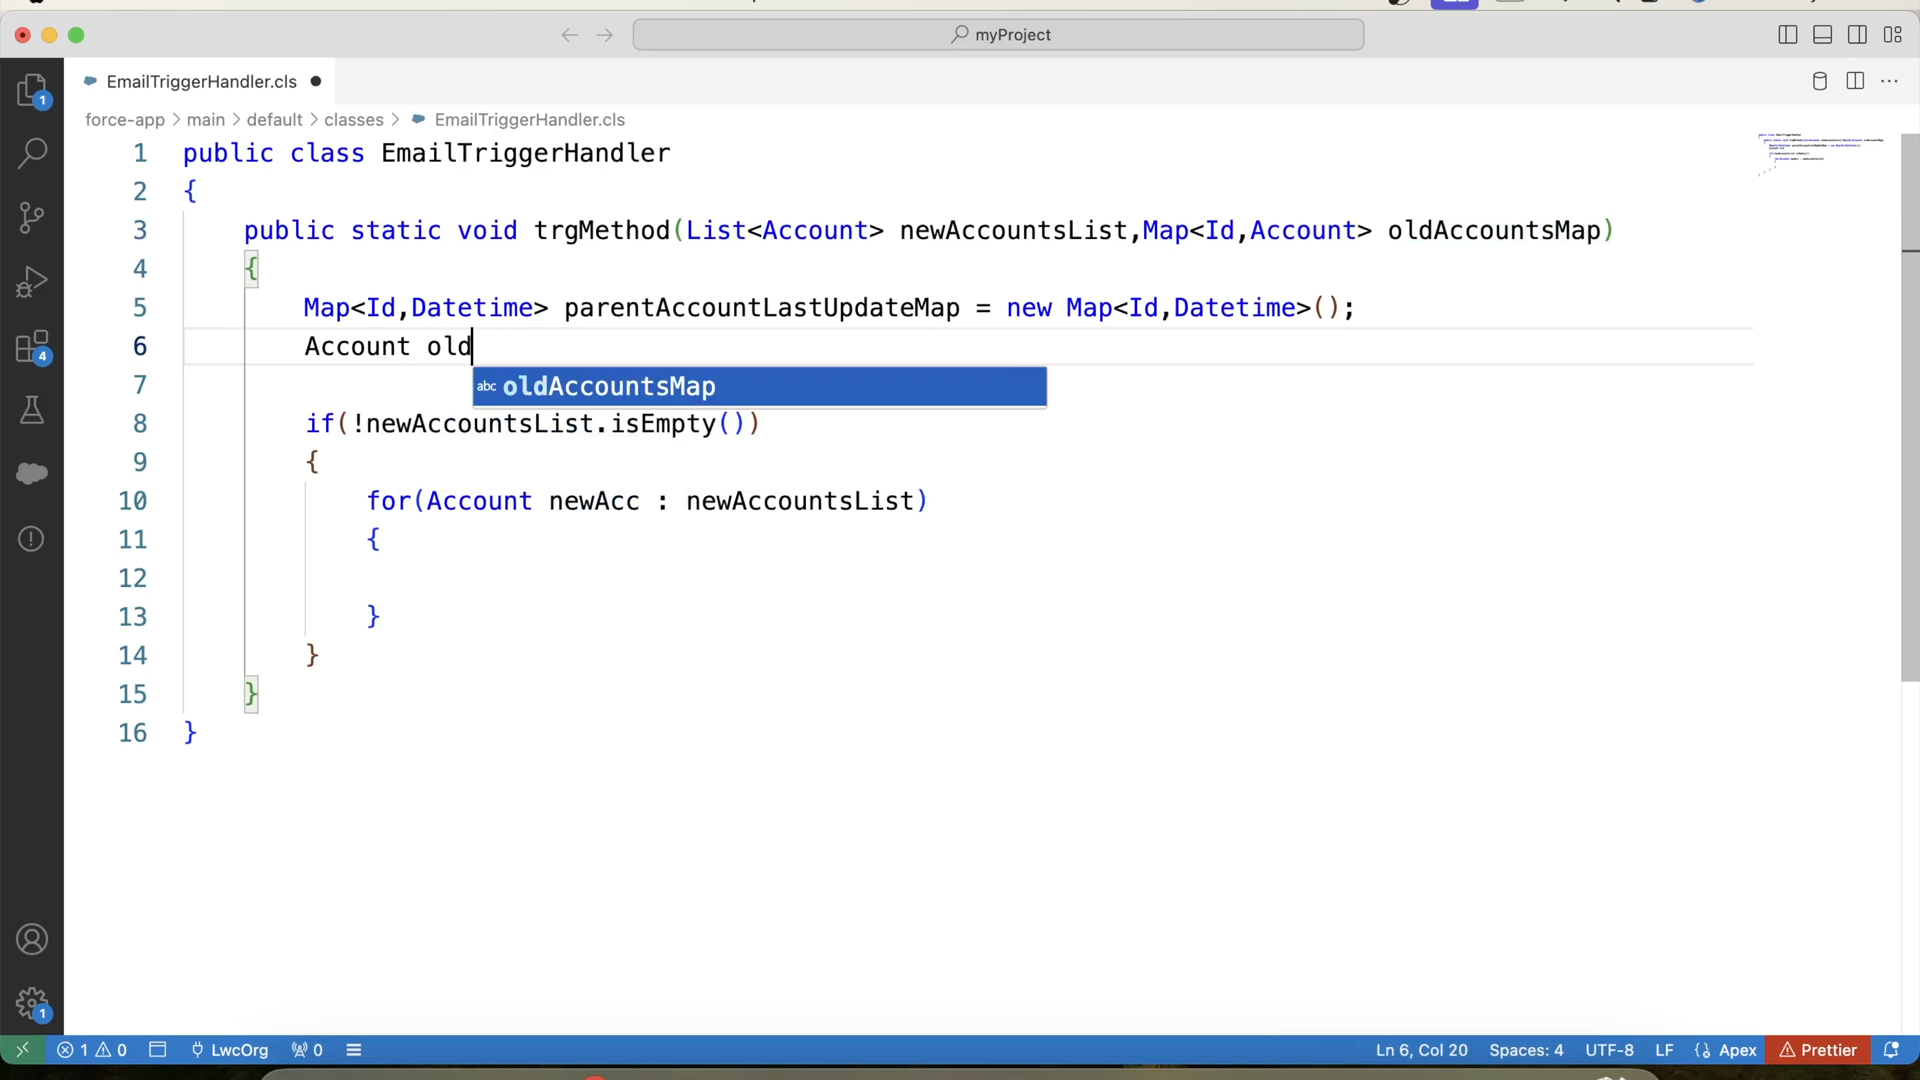 myProject
EmailTriggerHandler.cls
force-app > main > default > classes > EmailTriggerHandler.cls
1 public class EmailTriggerHandler
2 {
3 public static void trgMethod(List<Account> newAccountsList,Map<Id,Account> oldAccountsMap)
4 {
5 Map<Id,Datetime> parentAccountLastUpdateMap = new Map<Id,Datetime>();
6 Account old
abc oldAccountsMap
7
8 if(!newAccountsList.isEmpty())
9 {
10 for(Account newAcc : newAccountsList)
11 {
12
13 }
14 }
15 }
16 }
1
4
1
1 0 LwcOrg 0 Ln 6, Col 20 Spaces: 4 UTF-8 LF {} Apex Prettier